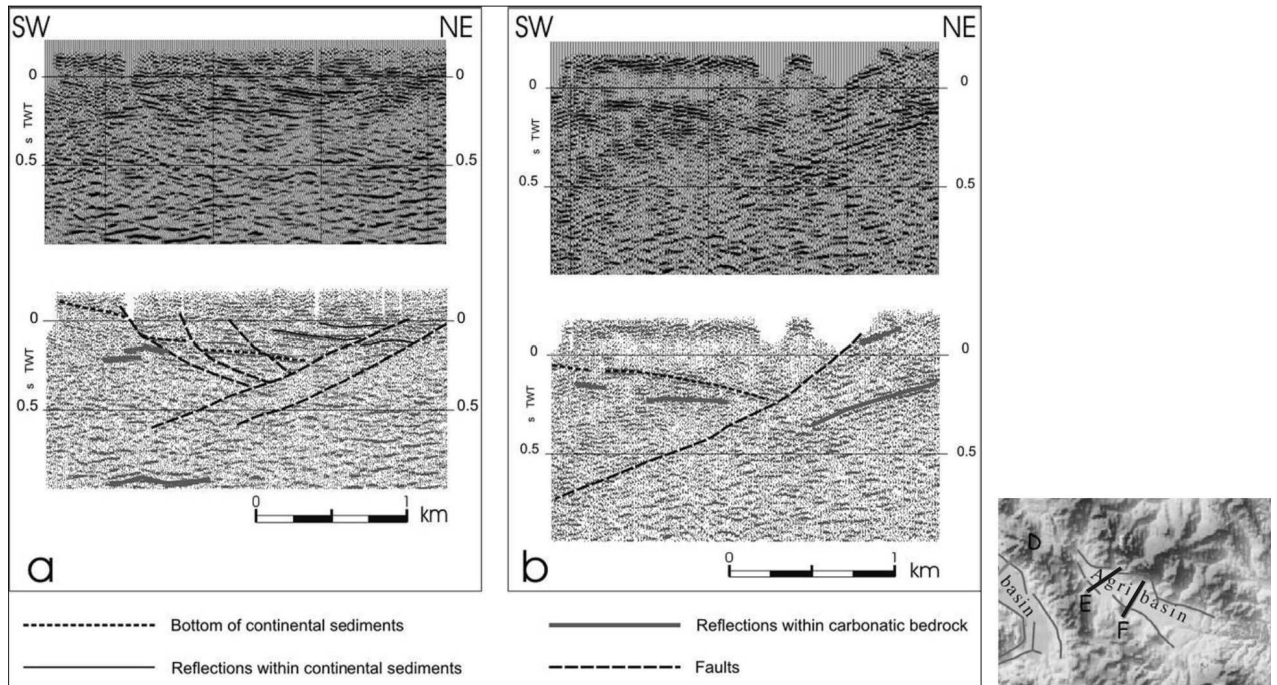 SW NE
0 0
s TWT
0.5 0.5
0 0
s TWT
0.5 0.5
0 1
km
a
SW NE
0 0
s TWT
0.5 0.5
0 0
s TWT
0.5 0.5
0 1
km
b
Bottom of continental sediments
Reflections within continental sediments
Reflections within carbonatic bedrock
Faults
D
basin
Agri basin
E
F